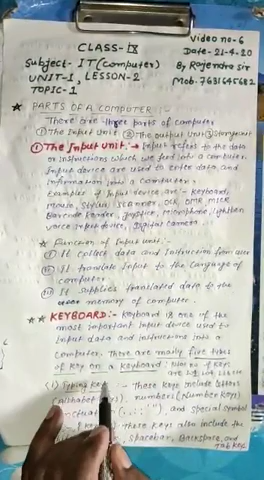 Video no-6
CLASS-IX
Date-21-4-20
Subject- IT (Computer)
By Rajendra Sir
UNIT-I, LESSON-2
Mob-7631645682
TOPIC-1
★ PARTS OF A COMPUTER :-
There are three parts of computer
① The Input Unit. ② The output Unit ③ Storage unit
① The Input Unit. :→ Input refers to the data
or instructions which we feed into a computer.
Input device are used to enter data and
information into a computer.
Examples of Input device are - keyboard,
Mouse, Stylus, Scanner, OCR, OMR, MICR
Barcode Reader, Joystick, Microphone, lightpen
Voice input device, Digital camera.
★ Function of Input unit:-
① It collect data and Instruction from user
② It translate Input to the language of
computer
③ It supplies translated data to the
memory of computer.
★★ KEYBOARD:- Keyboard is one of the
most important input device used to
Input data and instructions into a
computer. There are many five types
of key on a keyboard.
(1) Typing Keys - These Keys include letters
(Alphabet), numbers (Number Keys)
and special symbol
These keys also include the
Spacebar, Backspace, and
Tab Key